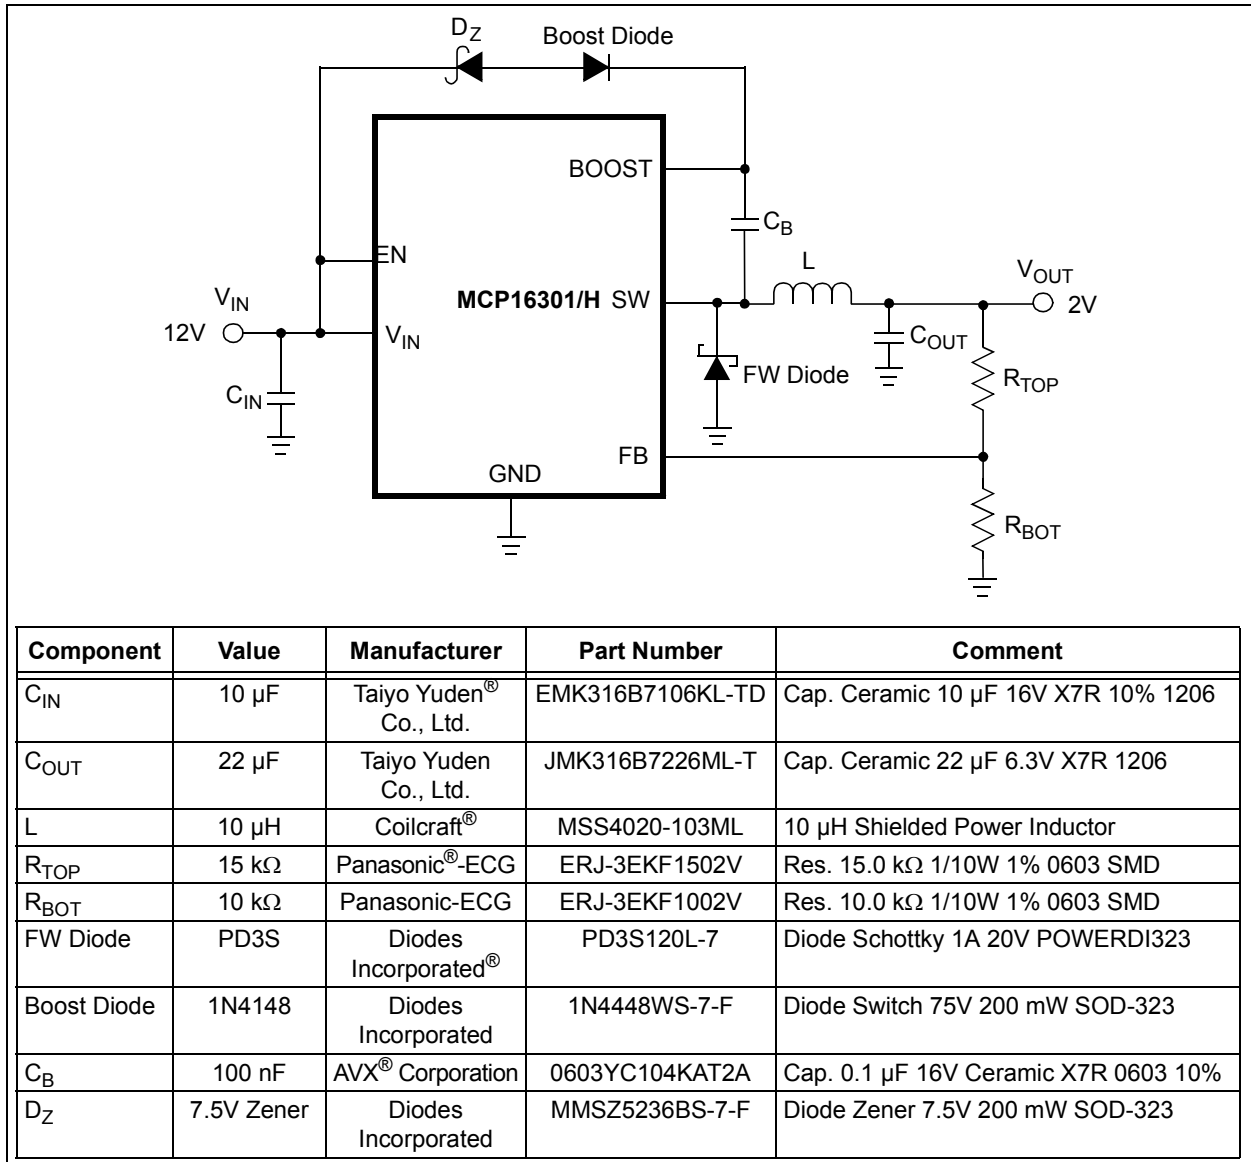 DZ
Boost Diode
BOOST
CB
EN
L
VOUT
MCP16301/H SW
VIN
2V
12V
VIN
COUT
FW Diode
RTOP
CIN
FB
GND
RBOT
Component Value Manufacturer Part Number Comment
CIN 10 µF Taiyo Yuden® Co., Ltd. EMK316B7106KL-TD Cap. Ceramic 10 µF 16V X7R 10% 1206
COUT 22 µF Taiyo Yuden Co., Ltd. JMK316B7226ML-T Cap. Ceramic 22 µF 6.3V X7R 1206
L 10 µH Coilcraft® MSS4020-103ML 10 µH Shielded Power Inductor
RTOP 15 kΩ Panasonic®-ECG ERJ-3EKF1502V Res. 15.0 kΩ 1/10W 1% 0603 SMD
RBOT 10 kΩ Panasonic-ECG ERJ-3EKF1002V Res. 10.0 kΩ 1/10W 1% 0603 SMD
FW Diode PD3S Diodes Incorporated® PD3S120L-7 Diode Schottky 1A 20V POWERDI323
Boost Diode 1N4148 Diodes Incorporated 1N4448WS-7-F Diode Switch 75V 200 mW SOD-323
CB 100 nF AVX® Corporation 0603YC104KAT2A Cap. 0.1 µF 16V Ceramic X7R 0603 10%
DZ 7.5V Zener Diodes Incorporated MMSZ5236BS-7-F Diode Zener 7.5V 200 mW SOD-323